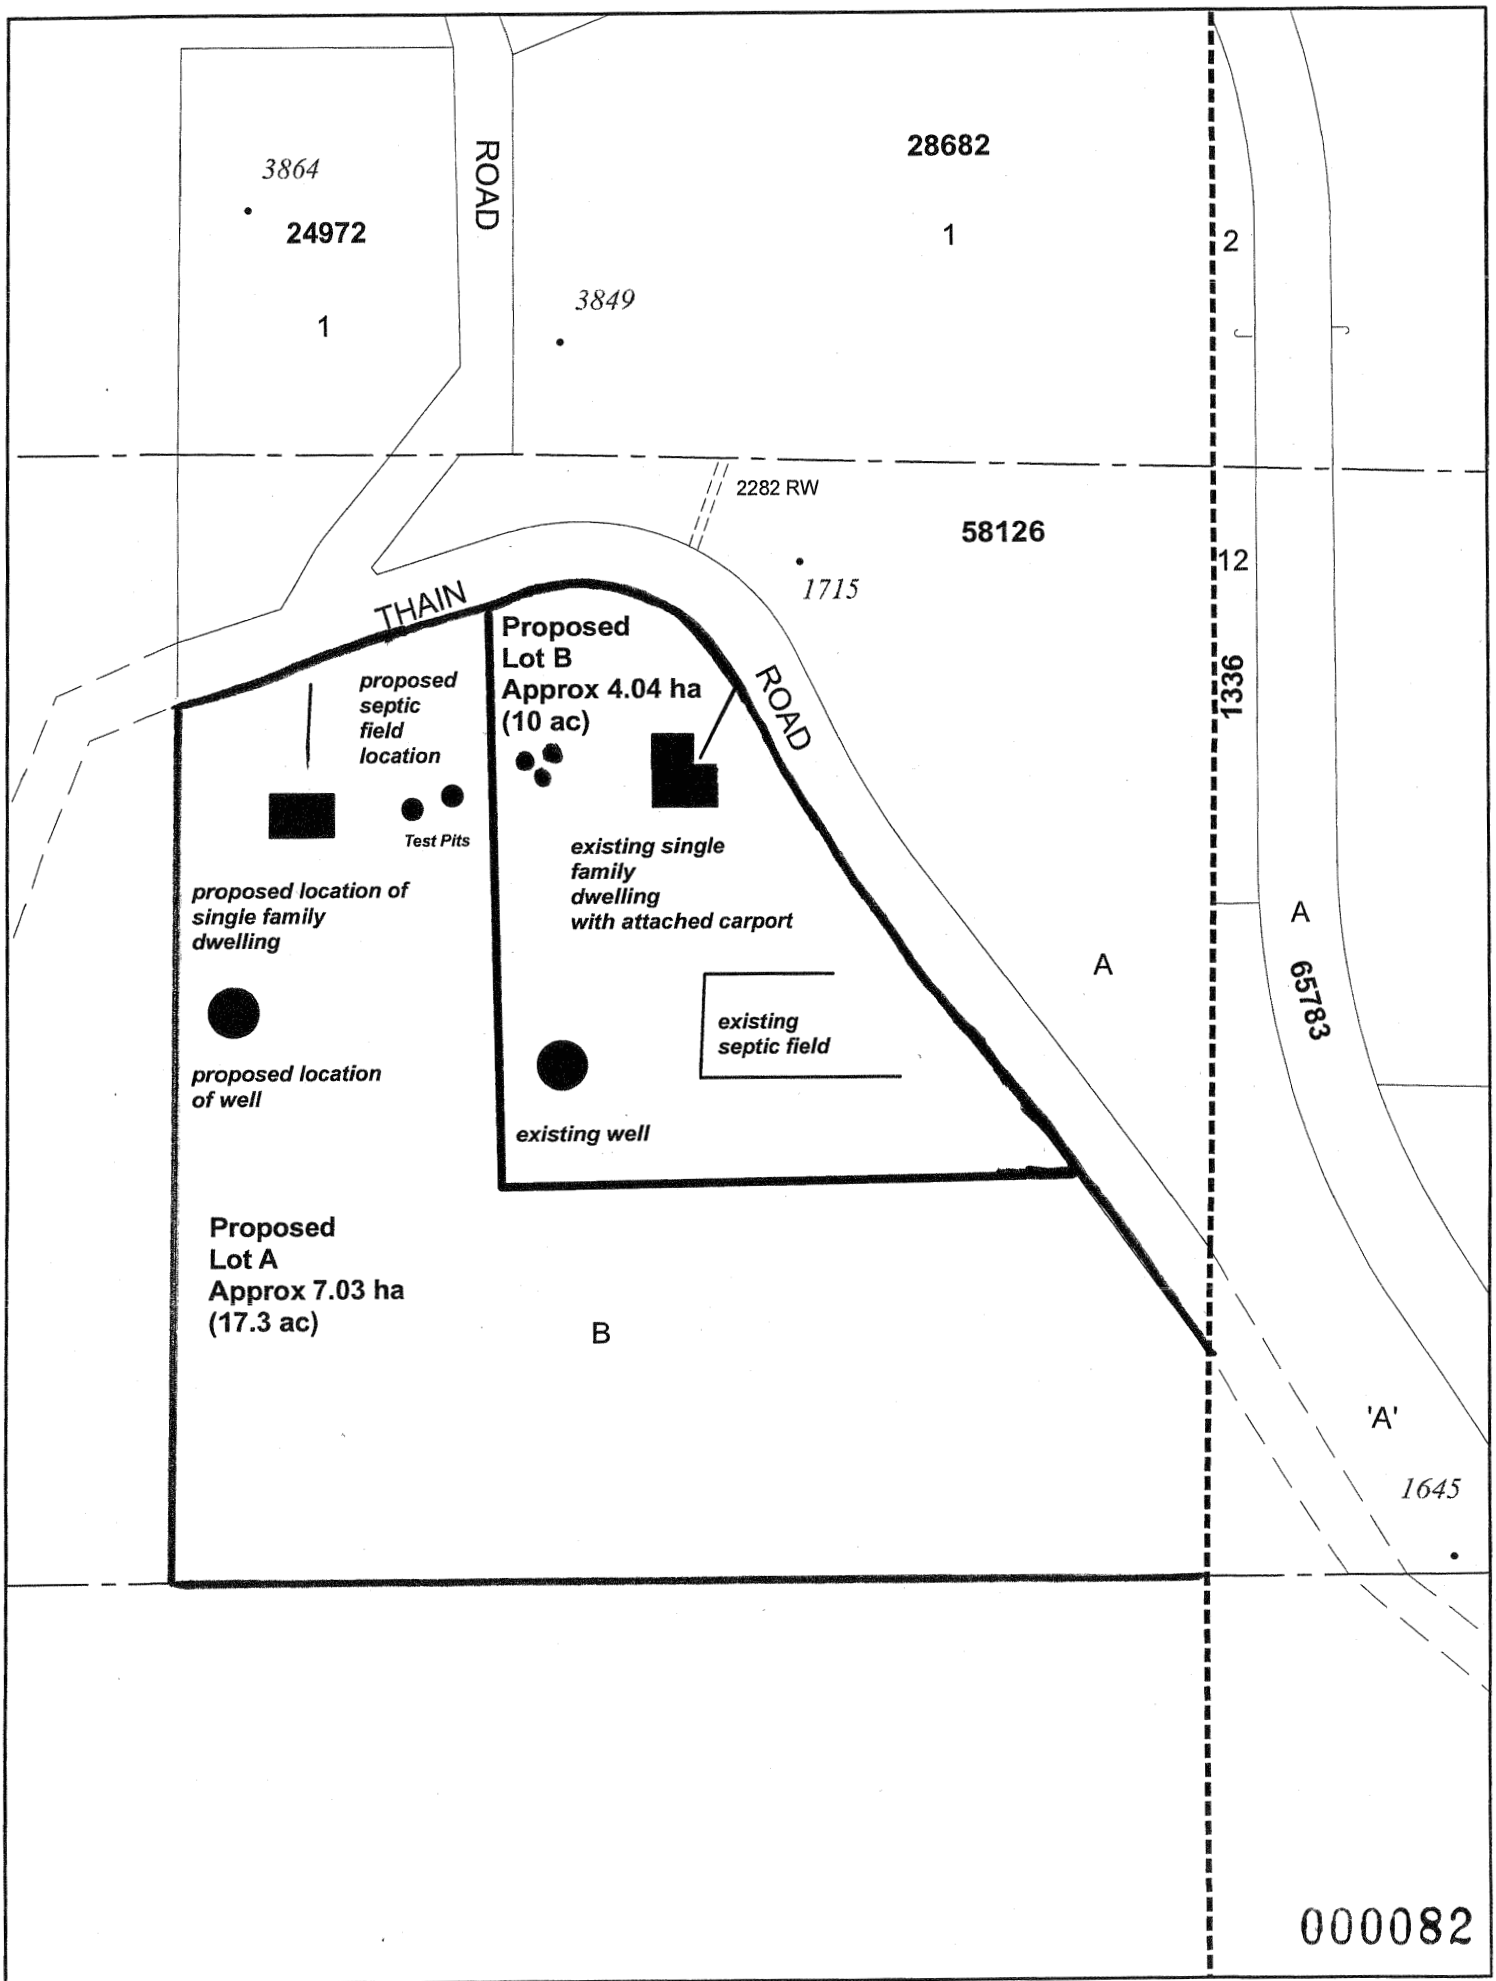 3864
24972
1
ROAD
28682
1
3849
2
2282 RW
58126
1715
12
1336
THAIN
ROAD
Proposed
Lot B
Approx 4.04 ha
(10 ac)
proposed
septic
field
location
Test Pits
existing single
family
dwelling
with attached carport
proposed location of
single family
dwelling
A
A
65783
existing
septic field
proposed location
of well
existing well
Proposed
Lot A
Approx 7.03 ha
(17.3 ac)
B
'A'
1645
000082